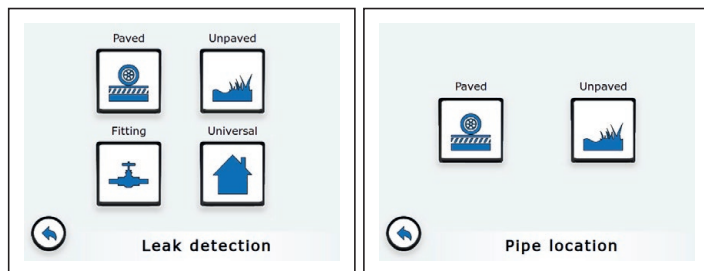 Paved Unpaved
Fitting Universal
Leak detection
Paved Unpaved
Pipe location